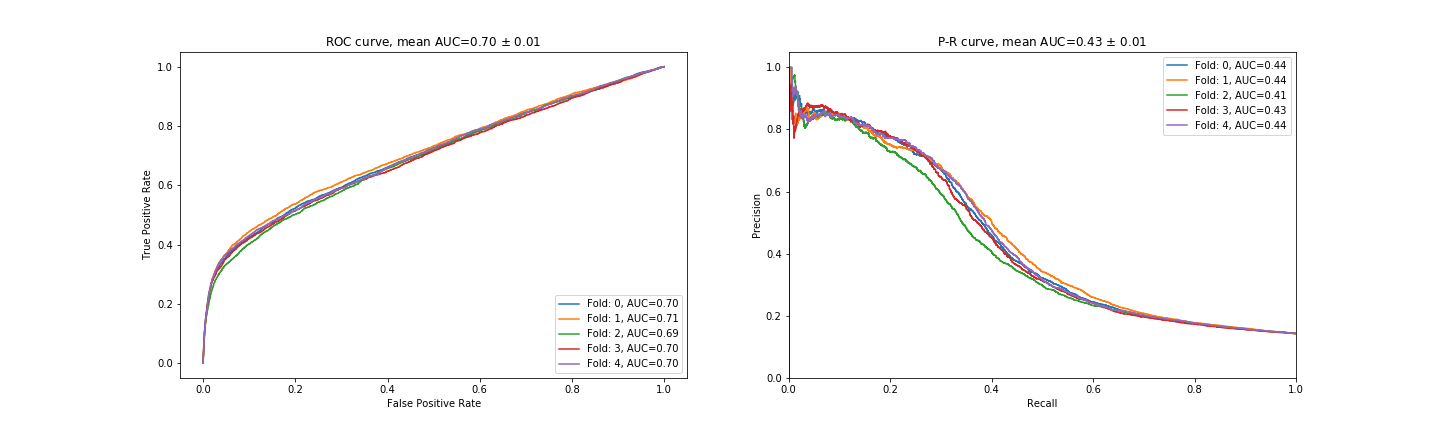 ROC curve, mean AUC=0.70 ± 0.01
True Positive Rate
1.0
0.8
0.6
0.4
0.2
0.0
Fold: 0, AUC=0.70
Fold: 1, AUC=0.71
Fold: 2, AUC=0.69
Fold: 3, AUC=0.70
Fold: 4, AUC=0.70
0.0 0.2 0.4 0.6 0.8 1.0
False Positive Rate
P-R curve, mean AUC=0.43 ± 0.01
Precision
1.0
0.8
0.6
0.4
0.2
0.0
Fold: 0, AUC=0.44
Fold: 1, AUC=0.44
Fold: 2, AUC=0.41
Fold: 3, AUC=0.43
Fold: 4, AUC=0.44
0.0 0.2 0.4 0.6 0.8 1.0
Recall